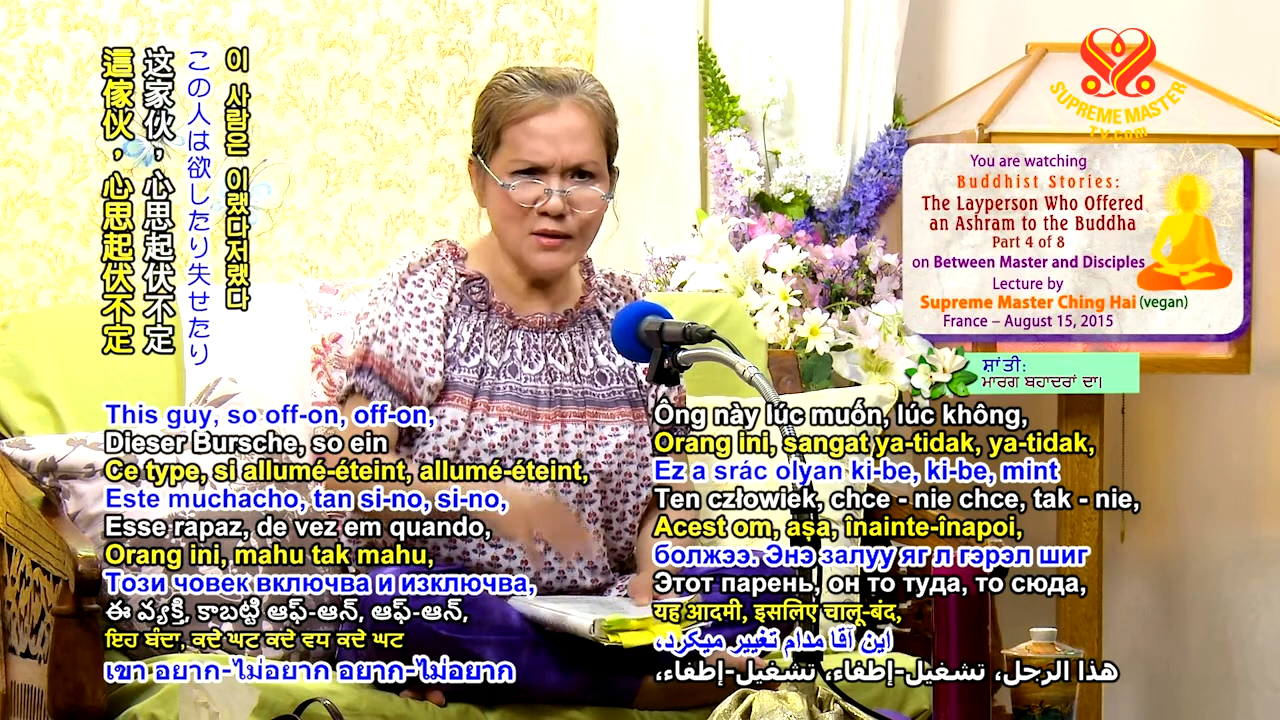 這傢伙，心思起伏不定
这家伙，心思起伏不定
この人は欲したり失せたり
이 사람은 이랬다저랬다
SUPREME MASTER
TV.COM
You are watching
Buddhist Stories:
The Layperson Who Offered
an Ashram to the Buddha
Part 4 of 8
on Between Master and Disciples
Lecture by
Supreme Master Ching Hai (vegan)
France – August 15, 2015
ਸ਼ਾਂਤੀ:
ਮਾਰਗ ਬਹਾਦਰਾਂ ਦਾ।
This guy, so off-on, off-on,
Dieser Bursche, so ein
Ce type, si allumé-éteint, allumé-éteint,
Este muchacho, tan si-no, si-no,
Esse rapaz, de vez em quando,
Orang ini, mahu tak mahu,
Този човек включва и изключва,
ఈ వ్యక్తి, కాబట్టి ఆఫ్-ఆన్, ఆఫ్-ఆన్,
ਇਹ ਬੰਦਾ, ਕਦੇ ਘਟ ਕਦੇ ਵਧ ਕਦੇ ਘਟ
เขา อยาก-ไม่อยาก อยาก-ไม่อยาก
Ông này lúc muốn, lúc không,
Orang ini, sangat ya-tidak, ya-tidak,
Ez a srác olyan ki-be, ki-be, mint
Ten człowiek, chce - nie chce, tak - nie,
Acest om, așa, înainte-înapoi,
болжээ. Энэ залуу яг л гэрэл шиг
Этот парень, он то туда, то сюда,
यह आदमी, इसलिए चालू-बंद,
این آقا مدام تغییر میکرد،
هذا الرجل، تشغيل-إطفاء، تشغيل-إطفاء،